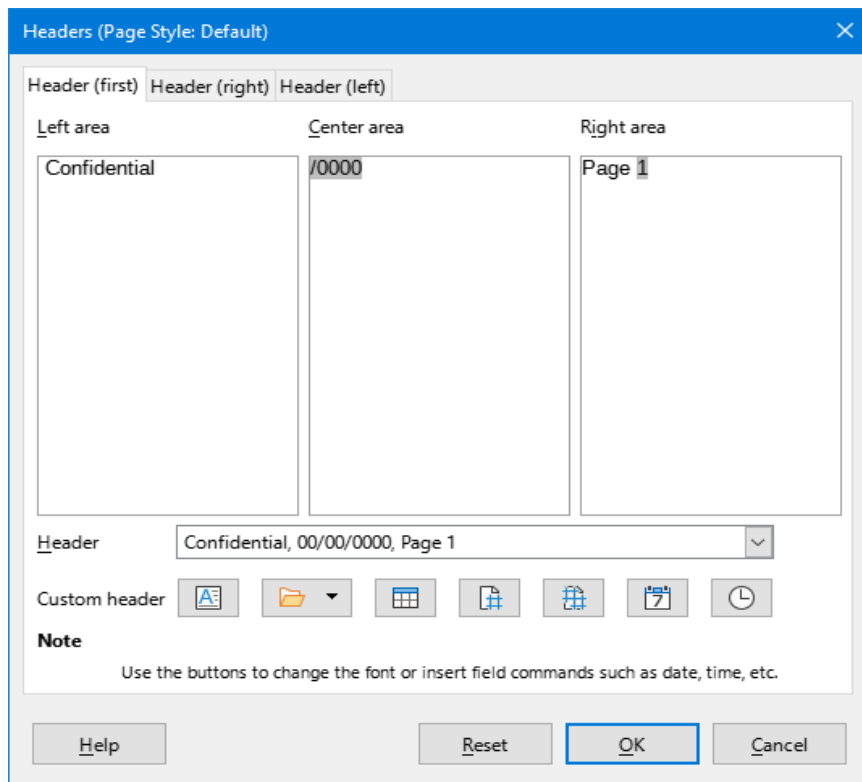 Headers (Page Style: Default)
Header (first) Header (right) Header (left)
Left area Center area Right area
Confidential /0000 Page 1
Header Confidential, 00/00/0000, Page 1
Custom header A 7
Note
Use the buttons to change the font or insert field commands such as date, time, etc.
Help Reset OK Cancel